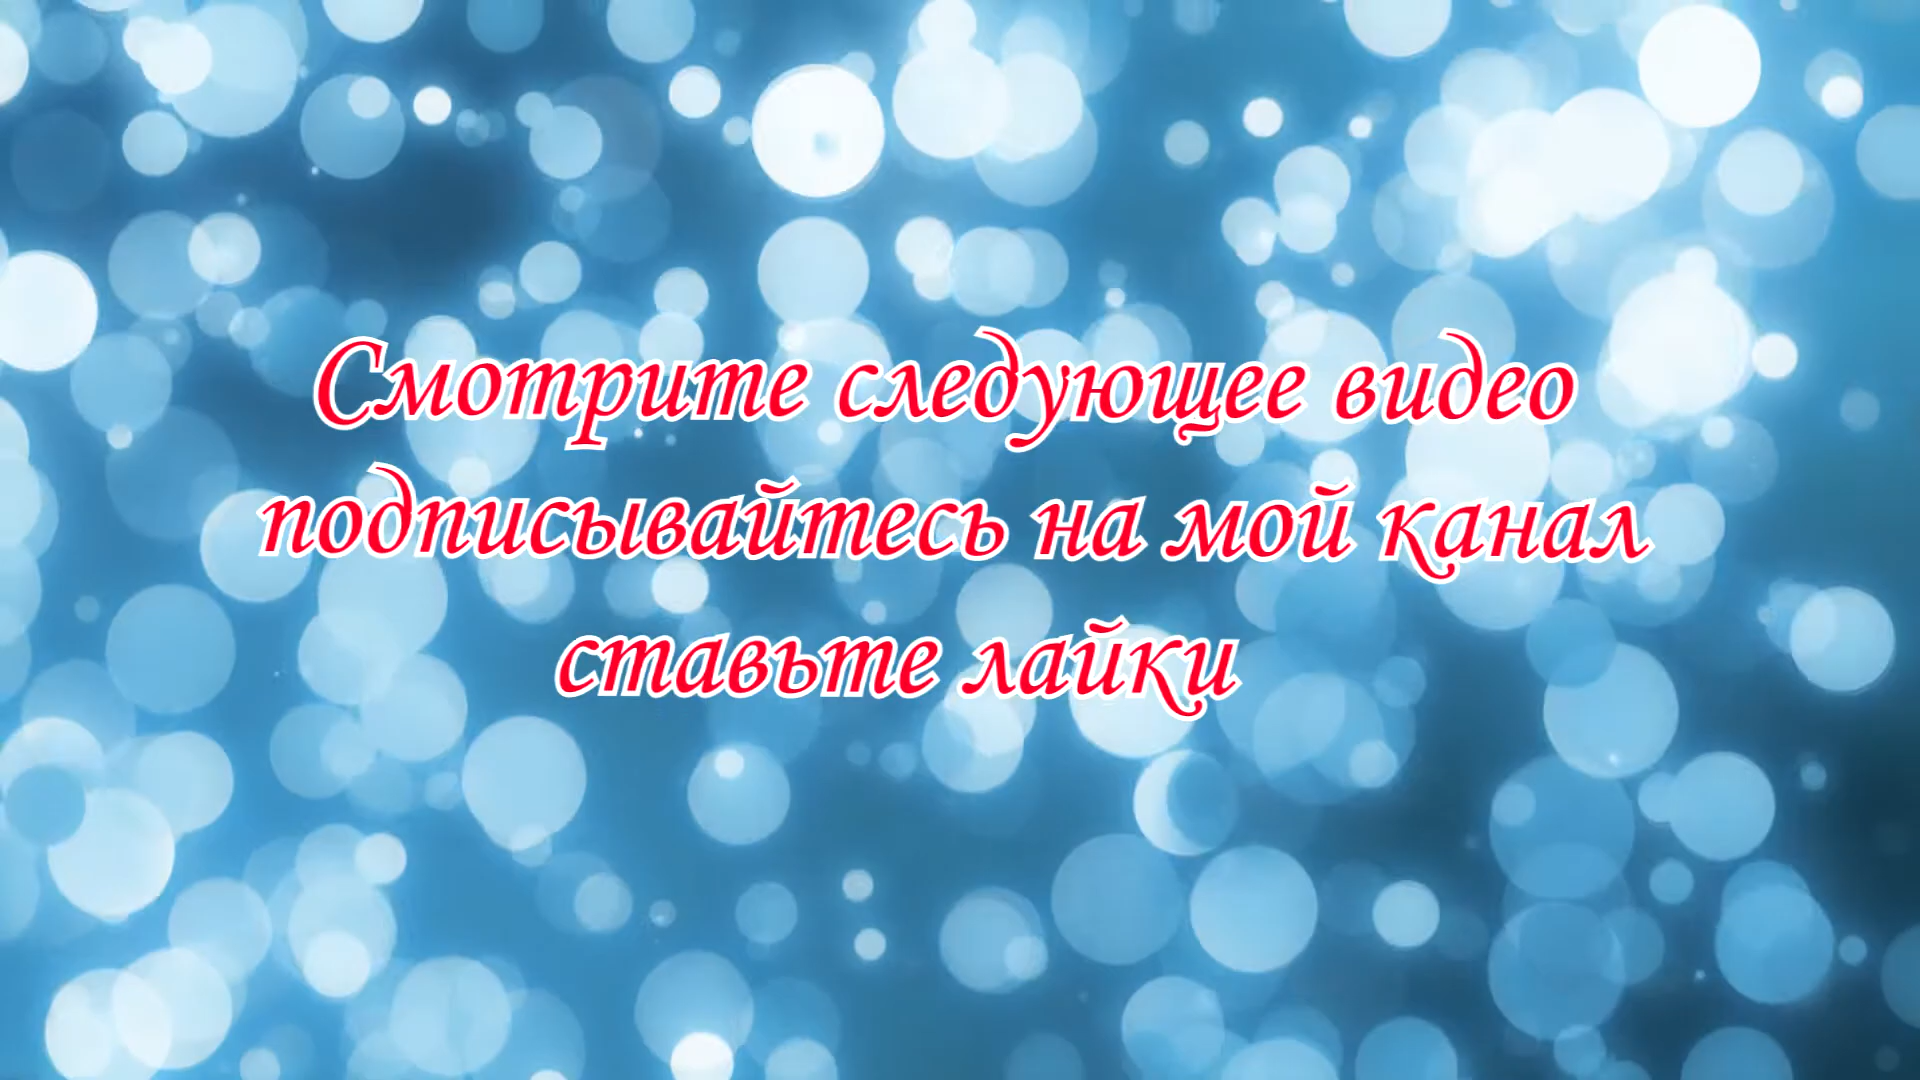 Смотрите следующее видео
подписывайтесь на мой канал
ставьте лайки